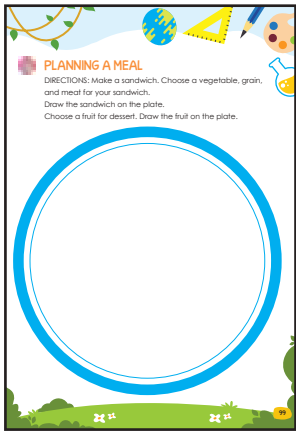 PLANNING A MEAL
DIRECTIONS: Make a sandwich. Choose a vegetable, grain,
and meat for your sandwich.
Draw the sandwich on the plate.
Choose a fruit for dessert. Draw the fruit on the plate.
99